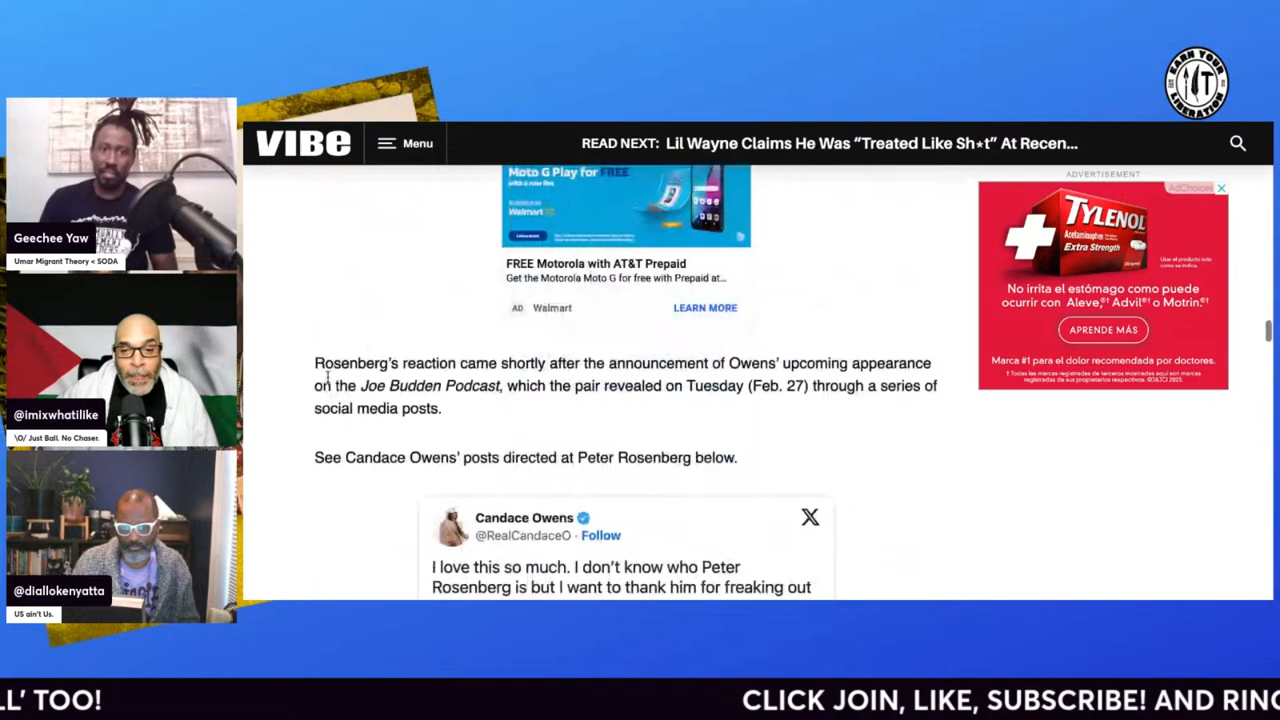 EARN YOUR
LIBERATION
VIBE
Menu
READ NEXT: Lil Wayne Claims He Was “Treated Like Sh*t” At Recen...
Geechee Yaw
Umar Migrant Theory < SODA
@imixwhatilike
\O/ Just Ball. No Chaser.
@diallokenyatta
US ain't Us.
Moto G Play for FREE
Walmart
FREE Motorola with AT&T Prepaid
Get the Motorola Moto G for free with Prepaid at...
AD Walmart LEARN MORE
ADVERTISEMENT
AdChoices
TYLENOL
Acetaminophen
Extra Strength
No irrita el estómago como puede
ocurrir con Aleve,®† Advil®† o Motrin.®†
APRENDE MÁS
Marca #1 para el dolor recomendada por doctores.
Rosenberg’s reaction came shortly after the announcement of Owens’ upcoming appearance
on the Joe Budden Podcast, which the pair revealed on Tuesday (Feb. 27) through a series of
social media posts.
See Candace Owens’ posts directed at Peter Rosenberg below.
Candace Owens
@RealCandaceO · Follow
I love this so much. I don’t know who Peter
Rosenberg is but I want to thank him for freaking out
LL’ TOO!
CLICK JOIN, LIKE, SUBSCRIBE! AND RING